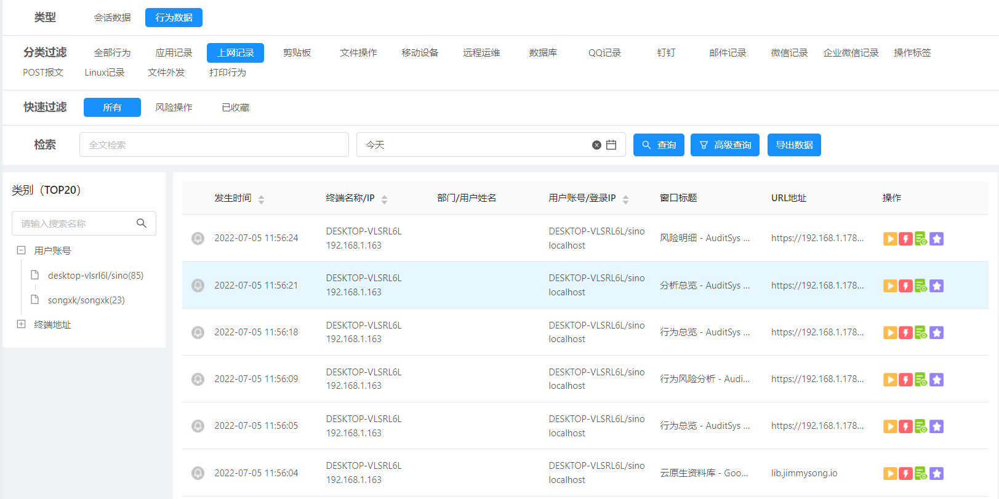 类型 会话数据 行为数据
分类过滤 全部行为 应用记录 上网记录 剪贴板 文件操作 移动设备 远程运维 数据库 QQ记录 钉钉 邮件记录 微信记录 企业微信记录 操作标签
POST报文 Linux记录 文件外发 打印行为
快速过滤 所有 风险操作 已收藏
检索 全文检索 今天 查询 高级查询 导出数据
类别（TOP20）
请输入搜索名称
用户账号
desktop-vlsrl6l/sino(85)
songxk/songxk(23)
终端地址
发生时间 终端名称/IP 部门/用户姓名 用户账号/登录IP 窗口标题 URL地址 操作
2022-07-05 11:56:24 DESKTOP-VLSRL6L DESKTOP-VLSRL6L/sino 风险明细 - AuditSys ... https://192.168.1.178...
192.168.1.163 localhost
2022-07-05 11:56:21 DESKTOP-VLSRL6L DESKTOP-VLSRL6L/sino 分析总览 - AuditSys ... https://192.168.1.178...
192.168.1.163 localhost
2022-07-05 11:56:18 DESKTOP-VLSRL6L DESKTOP-VLSRL6L/sino 行为总览 - AuditSys ... https://192.168.1.178...
192.168.1.163 localhost
2022-07-05 11:56:09 DESKTOP-VLSRL6L DESKTOP-VLSRL6L/sino 行为风险分析 - Audi... https://192.168.1.178...
192.168.1.163 localhost
2022-07-05 11:56:05 DESKTOP-VLSRL6L DESKTOP-VLSRL6L/sino 行为总览 - AuditSys ... https://192.168.1.178...
192.168.1.163 localhost
2022-07-05 11:56:04 DESKTOP-VLSRL6L DESKTOP-VLSRL6L/sino 云原生资料库 - Goo... lib.jimmysong.io
192.168.1.163 localhost